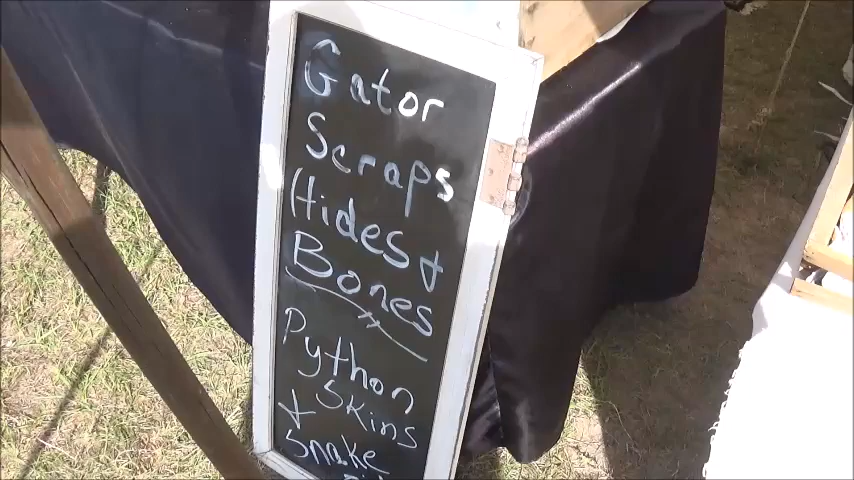 Gator
Scraps
(Hides &
Bones
Python
Skins
& Snake